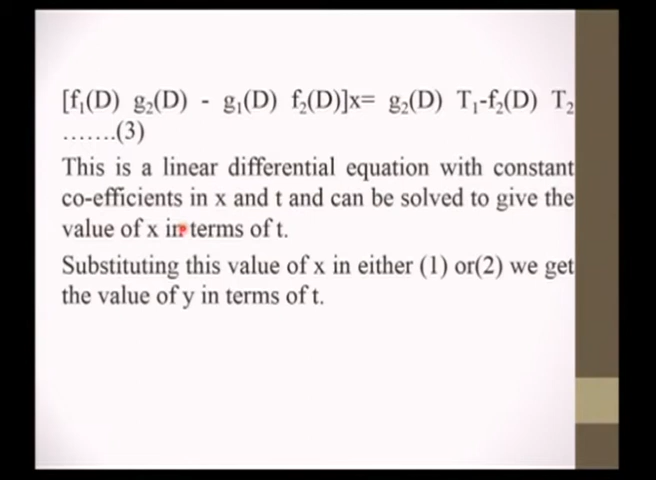 [f₁(D) g₂(D) - g₁(D) f₂(D)]x= g₂(D) T₁-f₂(D) T₂
.......(3)
This is a linear differential equation with constant
co-efficients in x and t and can be solved to give the
value of x in terms of t.
Substituting this value of x in either (1) or(2) we get
the value of y in terms of t.